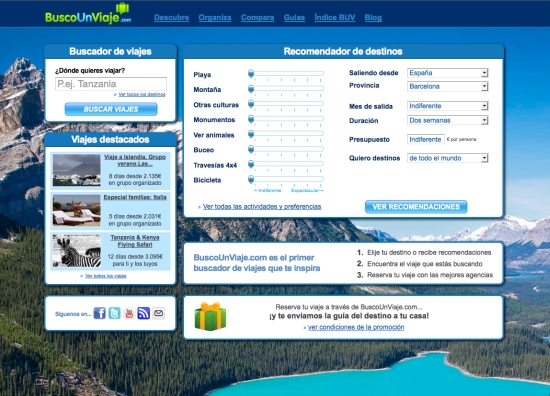 BuscoUnViaje.com
Descubre Organiza Compara Guías Índice BUV Blog
Buscador de viajes
¿Dónde quieres viajar?
P.ej. Tanzania
» Ver todos los destinos
BUSCAR VIAJES
Viajes destacados
Viaje a Islandia. Grupo
verano.Las...
8 días desde 2.135€
en grupo organizado
Especial familias: Italia
5 días desde 2.031€
en grupo organizado
Tanzania & Kenya
Flying Safari
12 días desde 3.095€
para ti y los tuyos
» Ver todos los viajes
Síguenos en...
You Tube
Recomendador de destinos
Playa
Montaña
Otras culturas
Monumentos
Ver animales
Buceo
Travesías 4x4
Bicicleta
Indiferente Espectacular
» Ver todas las actividades y preferencias
Saliendo desde España
Provincia Barcelona
Mes de salida Indiferente
Duración Dos semanas
Presupuesto Indiferente € por persona
Quiero destinos de todo el mundo
VER RECOMENDACIONES
BuscoUnViaje.com es el primer
buscador de viajes que te inspira
1. Elije tu destino o recibe recomendaciones
2. Encuentra el viaje que estás buscando
3. Reserva tu viaje con las mejores agencias
Reserva tu viaje a través de BuscoUnViaje.com...
¡y te enviamos la guía del destino a tu casa!
» ver condiciones de la promoción